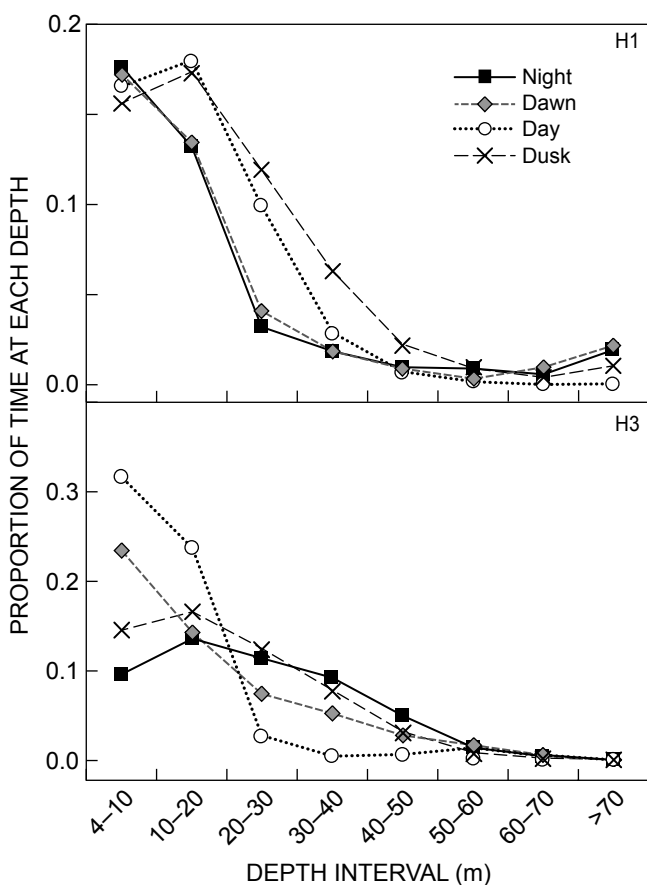 0.2
H1
Night
Dawn
Day
Dusk
0.1
0.0
H3
0.3
0.2
0.1
0.0
PROPORTION OF TIME AT EACH DEPTH
4–10
10–20
20–30
30–40
40–50
50–60
60–70
>70
DEPTH INTERVAL (m)